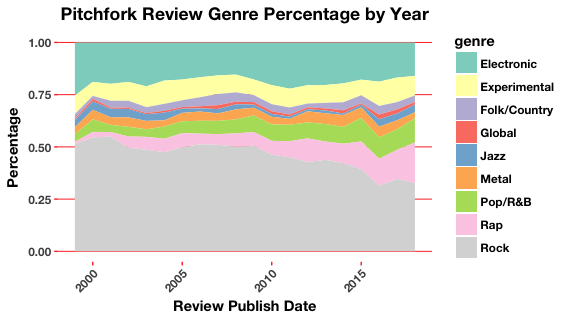 Pitchfork Review Genre Percentage by Year
Percentage
1.00
0.75
0.50
0.25
0.00
2000
2005
2010
2015
Review Publish Date
genre
Electronic
Experimental
Folk/Country
Global
Jazz
Metal
Pop/R&B
Rap
Rock